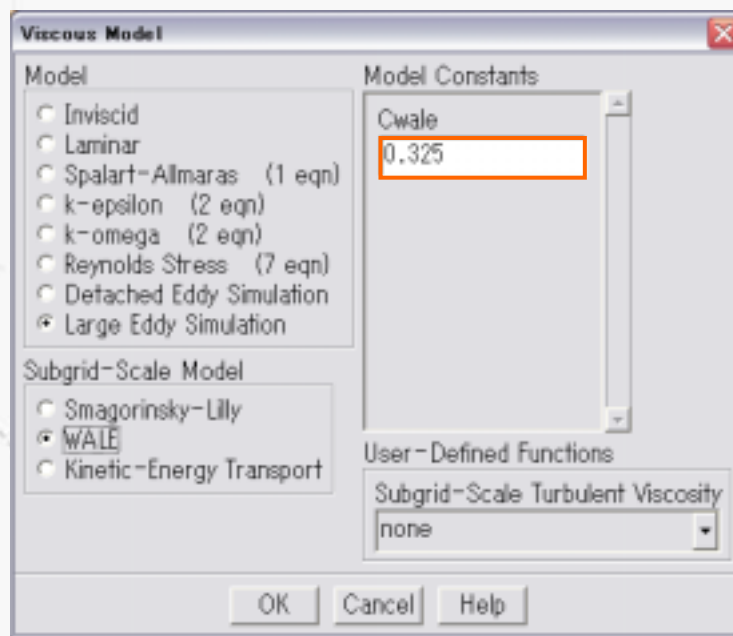 Viscous Model
Model
Inviscid
Laminar
Spalart-Allmaras (1 eqn)
k-epsilon (2 eqn)
k-omega (2 eqn)
Reynolds Stress (7 eqn)
Detached Eddy Simulation
Large Eddy Simulation
Subgrid-Scale Model
Smagorinsky-Lilly
WALE
Kinetic-Energy Transport
Model Constants
Cwale
0.325
User-Defined Functions
Subgrid-Scale Turbulent Viscosity
none
OK Cancel Help